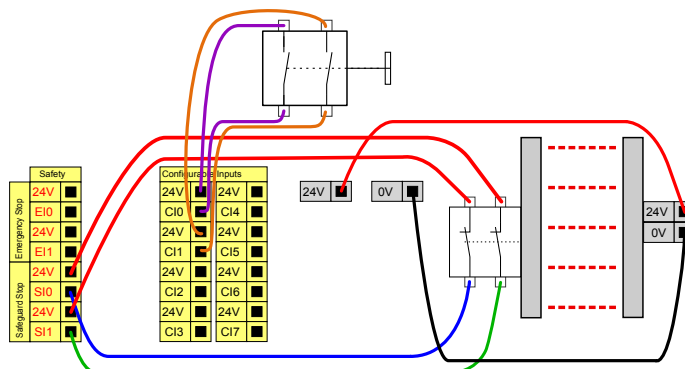 Safety
Emergency Stop
24V
EI0
24V
EI1
Safeguard Stop
24V
SI0
24V
SI1
Configurable Inputs
24V 24V
CI0 CI4
24V 24V
CI1 CI5
24V 24V
CI2 CI6
24V 24V
CI3 CI7
24V 0V
24V
0V